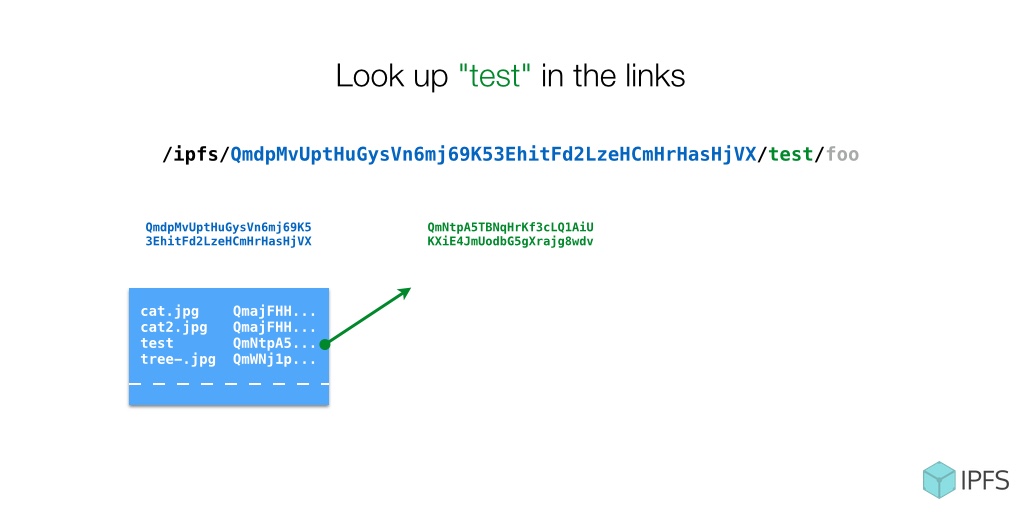 Look up "test" in the links
/ipfs/QmdpMvUptHuGysVn6mj69K53EhitFd2LzeHCmHrHasHjVX/test/foo
QmdpMvUptHuGysVn6mj69K5
3EhitFd2LzeHCmHrHasHjVX
QmNtpA5TBNqHrKf3cLQ1AiU
KXiE4JmUodbG5gXrajg8wdv
cat.jpg QmajFHH...
cat2.jpg QmajFHH...
test QmNtpA5...
tree-.jpg QmWNj1p...
IPFS